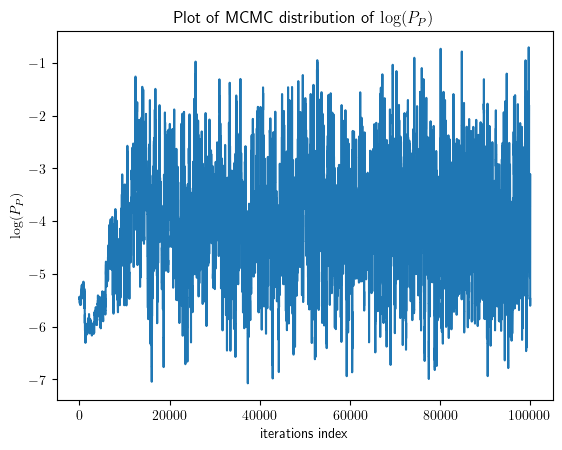 Plot of MCMC distribution of log(P_P)
−1
−2
−3
−4
−5
−6
−7
log(P_P)
0 20000 40000 60000 80000 100000
iterations index